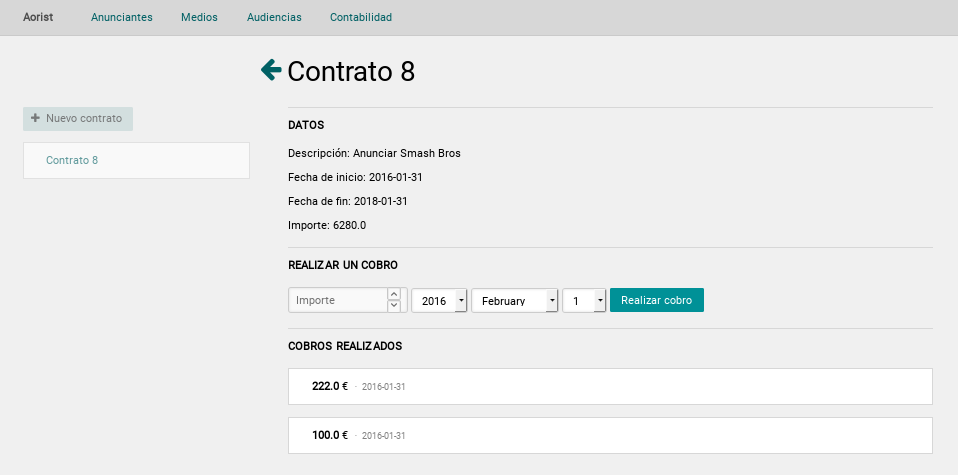 Aorist Anunciantes Medios Audiencias Contabilidad
Contrato 8
Nuevo contrato
Contrato 8
DATOS
Descripción: Anunciar Smash Bros
Fecha de inicio: 2016-01-31
Fecha de fin: 2018-01-31
Importe: 6280.0
REALIZAR UN COBRO
Importe 2016 February 1 Realizar cobro
COBROS REALIZADOS
222.0 € · 2016-01-31
100.0 € · 2016-01-31